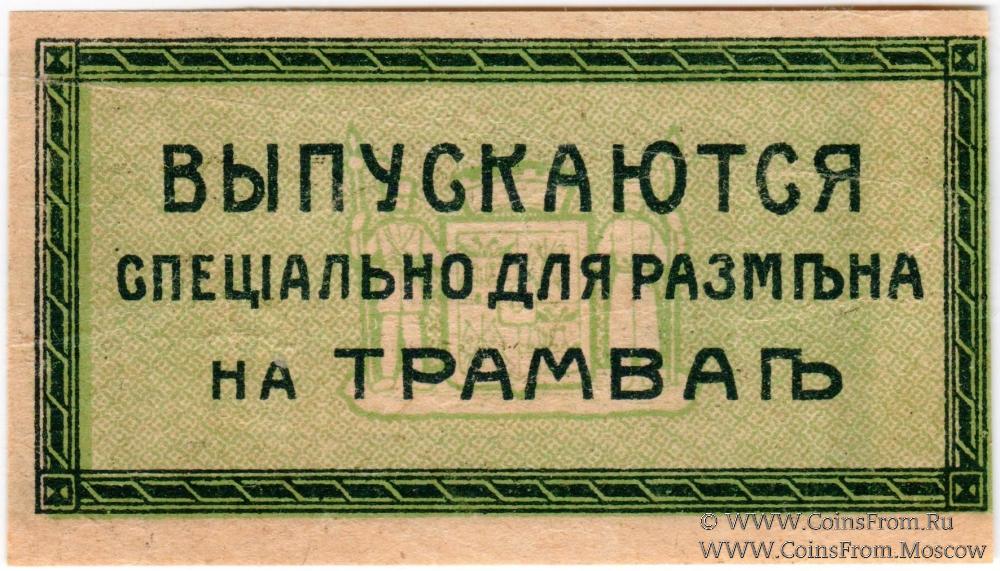 ВЫПУСКАЮТСЯ
СПЕЦІАЛЬНО ДЛЯ РАЗМѢНА
НА ТРАМВАѢ
© WWW.CoinsFrom.Ru
WWW.CoinsFrom.Moscow